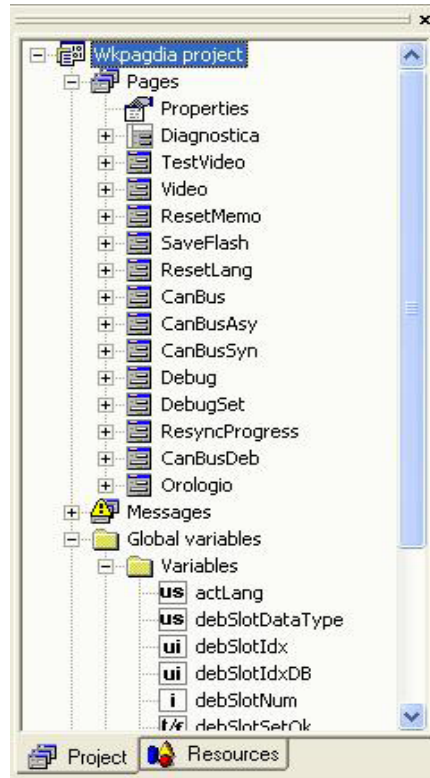 Wkpagdia project
Pages
Properties
Diagnostica
TestVideo
Video
ResetMemo
SaveFlash
ResetLang
CanBus
CanBusAsy
CanBusSyn
Debug
DebugSet
ResyncProgress
CanBusDeb
Orologio
Messages
Global variables
Variables
us actLang
us debSlotDataType
ui debSlotIdx
ui debSlotIdxDB
i debSlotNum
t/f debSlotSetOk
Project Resources